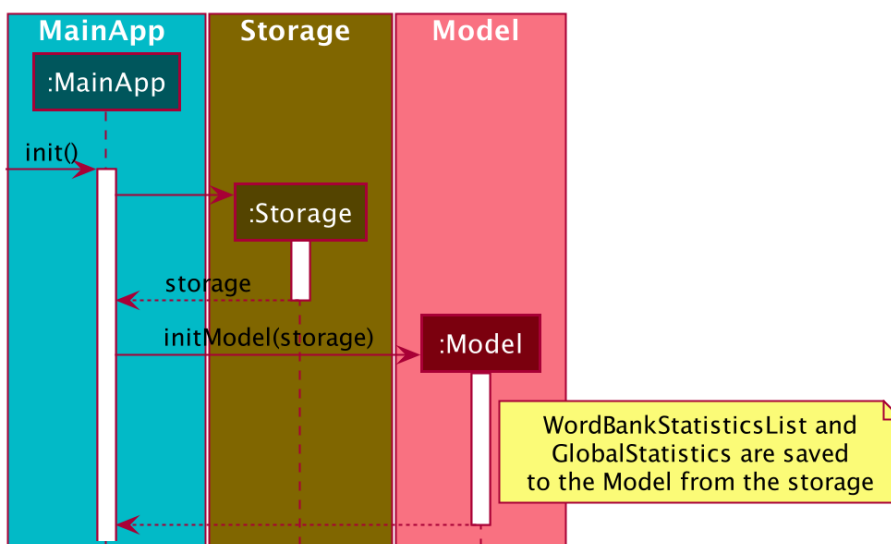 MainApp
Storage
Model
:MainApp
init()
:Storage
storage
initModel(storage)
:Model
WordBankStatisticsList and
GlobalStatistics are saved
to the Model from the storage